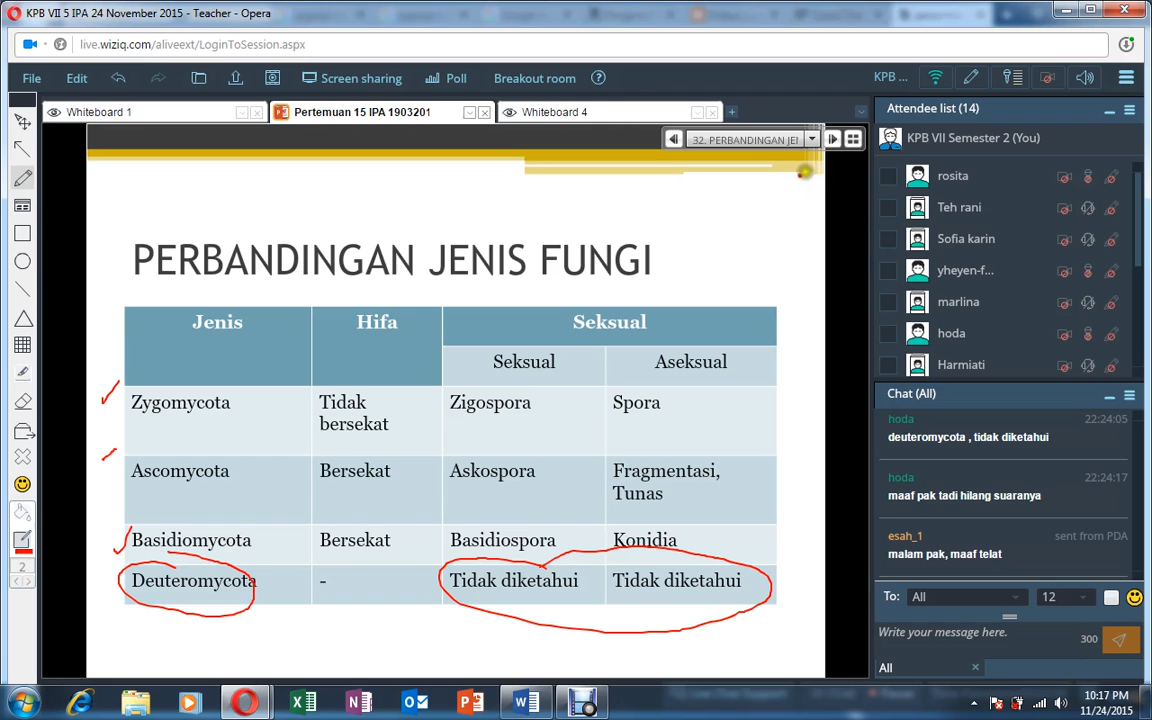 KPB VII 5 IPA 24 November 2015 - Teacher - Opera
live.wiziq.com/aliveext/LoginToSession.aspx
File Edit Screen sharing Poll Breakout room ? KPB ...
Whiteboard 1 Pertemuan 15 IPA 1903201 Whiteboard 4
32. PERBANDINGAN JEI
PERBANDINGAN JENIS FUNGI
Jenis Hifa Seksual
Seksual Aseksual
Zygomycota Tidak bersekat Zigospora Spora
Ascomycota Bersekat Askospora Fragmentasi, Tunas
Basidiomycota Bersekat Basidiospora Konidia
Deuteromycota - Tidak diketahui Tidak diketahui
2
Attendee list (14)
KPB VII Semester 2 (You)
rosita
Teh rani
Sofia karin
yheyen-f...
marlina
hoda
Harmiati
Chat (All)
hoda 22:24:05
deuteromycota , tidak diketahui
hoda 22:24:17
maaf pak tadi hilang suaranya
esah_1 sent from PDA
malam pak, maaf telat
To: All 12
Write your message here. 300
All
10:17 PM
11/24/2015